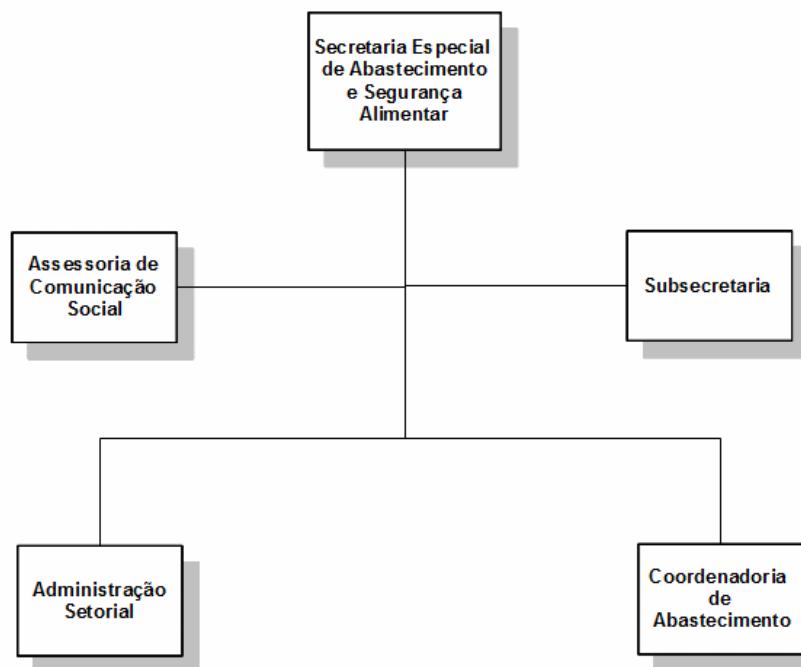 Secretaria Especial
de Abastecimento
e Segurança
Alimentar
Assessoria de
Comunicação
Social
Subsecretaria
Administração
Setorial
Coordenadoria
de
Abastecimento